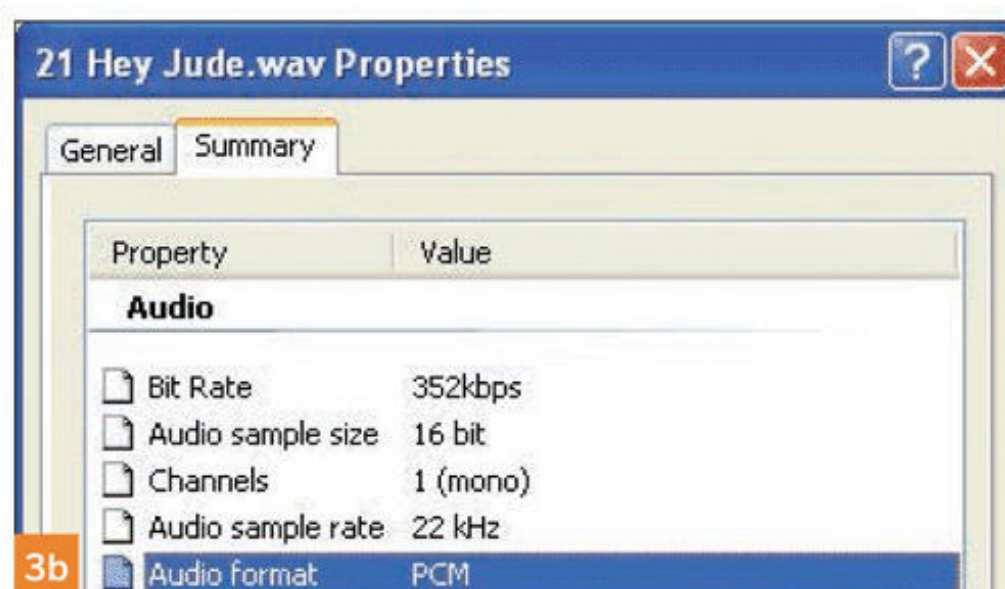 21 Hey Jude.wav Properties
General Summary
Property Value
Audio
Bit Rate 352kbps
Audio sample size 16 bit
Channels 1 (mono)
Audio sample rate 22 kHz
3b Audio format PCM